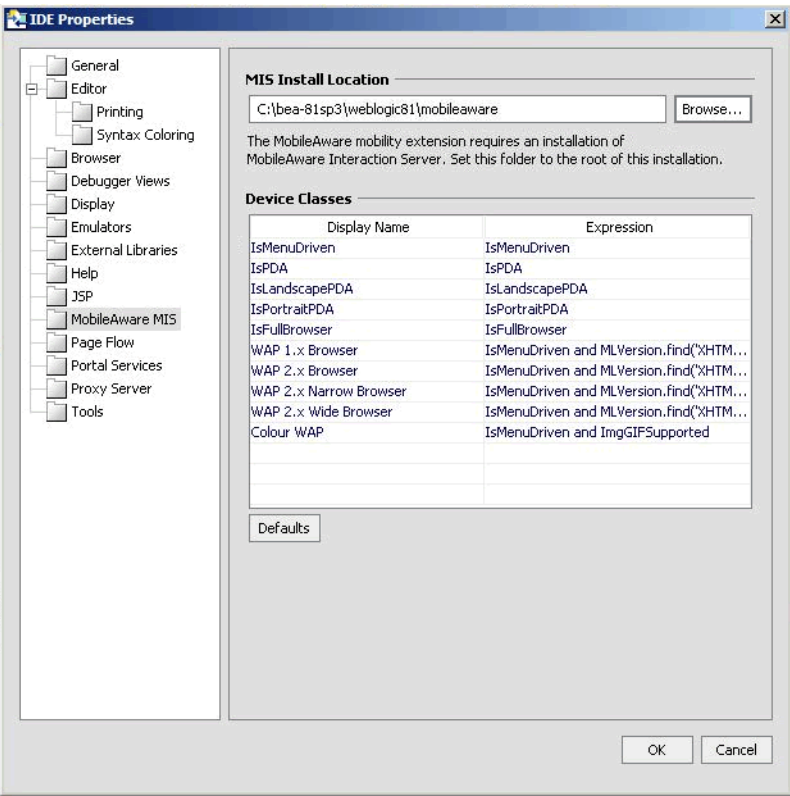 IDE Properties
General
Editor
Printing
Syntax Coloring
Browser
Debugger Views
Display
Emulators
External Libraries
Help
JSP
MobileAware MIS
Page Flow
Portal Services
Proxy Server
Tools
MIS Install Location
C:\bea-81sp3\weblogic81\mobileaware Browse...
The MobileAware mobility extension requires an installation of
MobileAware Interaction Server. Set this folder to the root of this installation.
Device Classes
Display Name Expression
IsMenuDriven IsMenuDriven
IsPDA IsPDA
IsLandscapePDA IsLandscapePDA
IsPortraitPDA IsPortraitPDA
IsFullBrowser IsFullBrowser
WAP 1.x Browser IsMenuDriven and MLVersion.find('XHTM...
WAP 2.x Browser IsMenuDriven and MLVersion.find('XHTM...
WAP 2.x Narrow Browser IsMenuDriven and MLVersion.find('XHTM...
WAP 2.x Wide Browser IsMenuDriven and MLVersion.find('XHTM...
Colour WAP IsMenuDriven and ImgGIFSupported
Defaults
OK Cancel